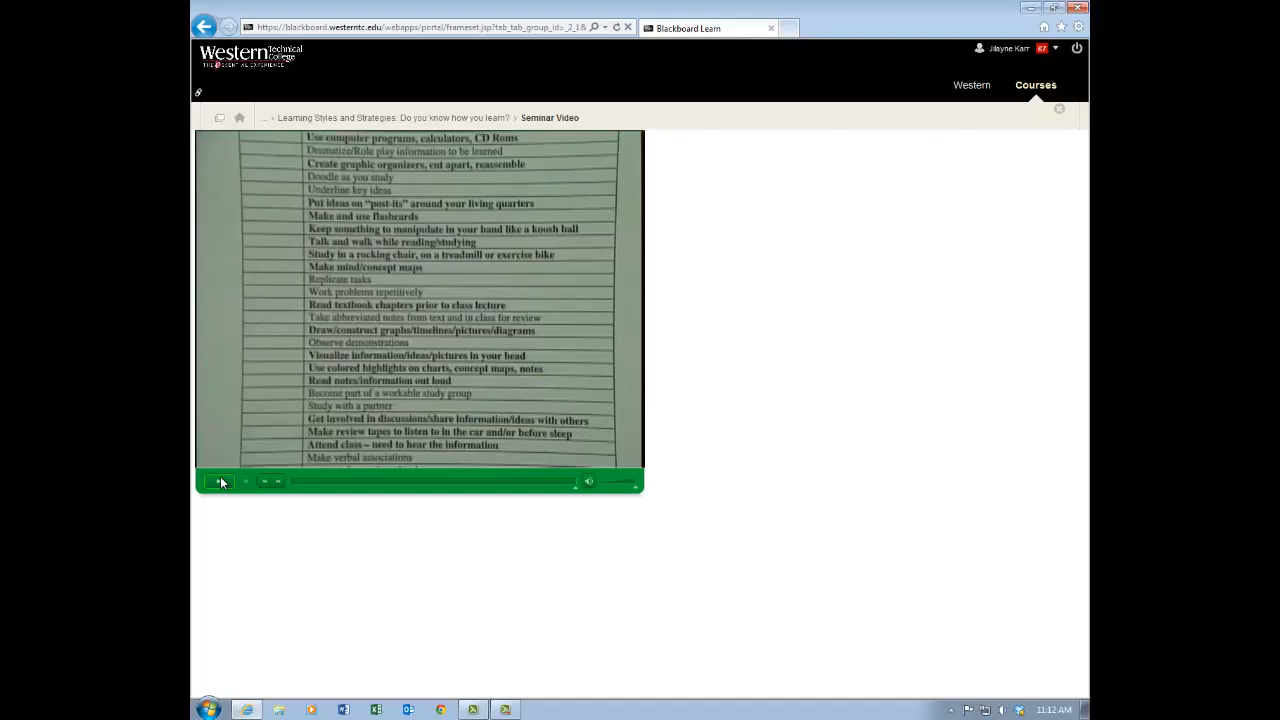 https://blackboard.westerntc.edu/webapps/portal/frameset.jsp?tab_tab_group_id=_2_1&
Blackboard Learn
Western Technical College
THE ESSENTIAL EXPERIENCE
Jilayne Karr 67
Western Courses
... › Learning Styles and Strategies: Do you know how you learn? › Seminar Video
Use computer programs, calculators, CD Roms
Dramatize/Role play information to be learned
Create graphic organizers, cut apart, reassemble
Doodle as you study
Underline key ideas
Put ideas on "post-its" around your living quarters
Make and use flashcards
Keep something to manipulate in your hand like a koosh ball
Talk and walk while reading/studying
Study in a rocking chair, on a treadmill or exercise bike
Make mind/concept maps
Replicate tasks
Work problems repetitively
Read textbook chapters prior to class lecture
Take abbreviated notes from text and in class for review
Draw/construct graphs/timelines/pictures/diagrams
Observe demonstrations
Visualize information/ideas/pictures in your head
Use colored highlights on charts, concept maps, notes
Read notes/information out loud
Become part of a workable study group
Study with a partner
Get involved in discussions/share information/ideas with others
Make review tapes to listen to in the car and/or before sleep
Attend class – need to hear the information
Make verbal associations
11:12 AM